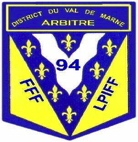 DISTRICT DU VAL DE MARNE
ARBITRE
94
FFF
LPIFF